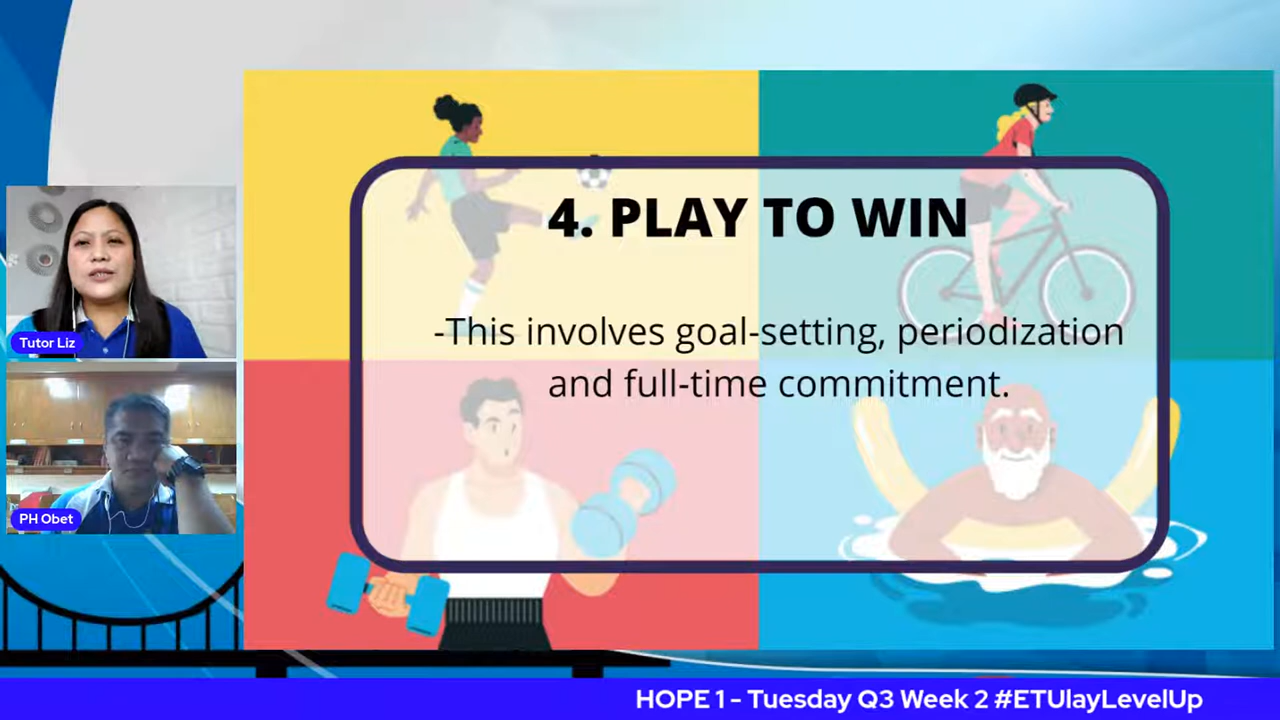 4. PLAY TO WIN
-This involves goal-setting, periodization
and full-time commitment.
Tutor Liz
PH Obet
HOPE 1 - Tuesday Q3 Week 2 #ETUlayLevelUp